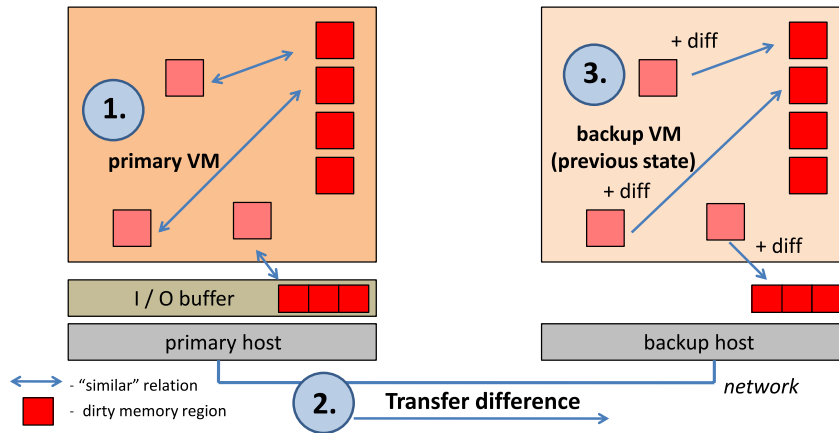 1.
primary VM
I / O buffer
primary host
+ diff
3.
backup VM
(previous state)
+ diff
+ diff
backup host
network
- “similar” relation
- dirty memory region
2.
Transfer difference